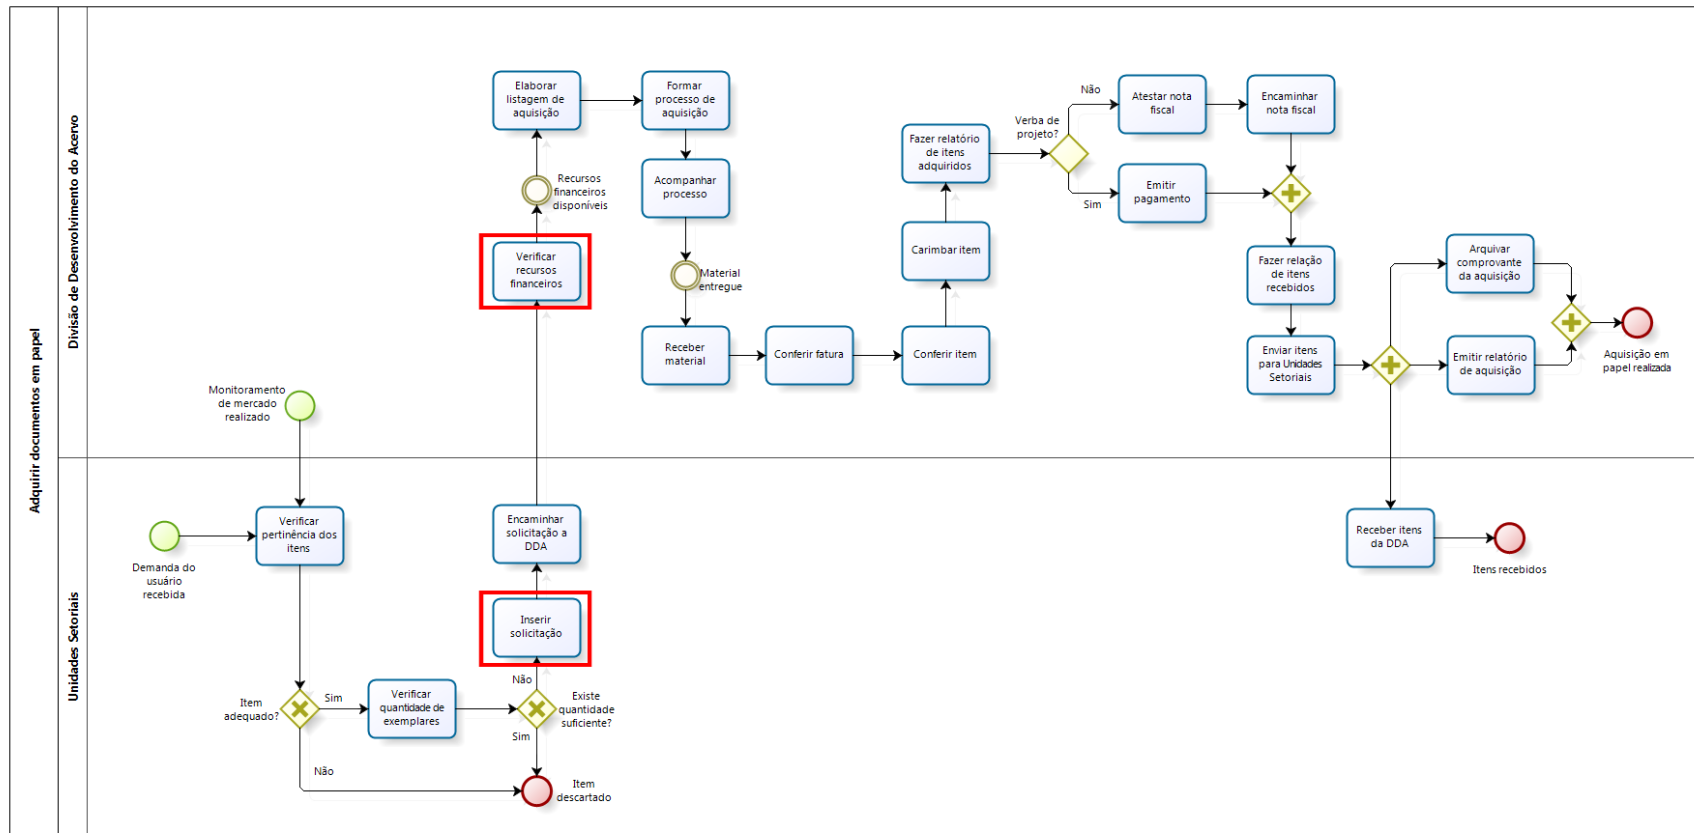 Adquirir documentos em papel
Divisão de Desenvolvimento do Acervo
Elaborar
listagem de
aquisição
Formar
processo de
aquisição
Recursos
financeiros
disponíveis
Acompanhar
processo
Verificar
recursos
financeiros
Material
entregue
Receber
material
Conferir fatura
Conferir item
Carimbar item
Fazer relatório
de itens
adquiridos
Verba de
projeto?
Não
Sim
Atestar nota
fiscal
Encaminhar
nota fiscal
Emitir
pagamento
Fazer relação
de itens
recebidos
Enviar itens
para Unidades
Setoriais
Arquivar
comprovante
da aquisição
Emitir relatório
de aquisição
Aquisição em
papel realizada
Monitoramento
de mercado
realizado
Unidades Setoriais
Demanda do
usuário
recebida
Verificar
pertinência dos
itens
Item
adequado?
Sim
Não
Verificar
quantidade de
exemplares
Existe
quantidade
suficiente?
Não
Sim
Inserir
solicitação
Encaminhar
solicitação a
DDA
Item
descartado
Receber itens
da DDA
Itens recebidos